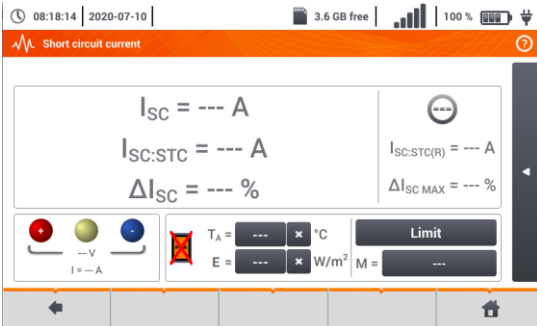 08:18:14 2020-07-10 3.6 GB free 100 %
Short circuit current ?
ISC = --- A
ISC:STC = --- A
ΔISC = --- %
---
ISC:STC(R) = --- A
ΔISC MAX = --- %
+ -
-- V
I = -- A
TA = --- × °C
E = --- × W/m²
Limit
M = ---